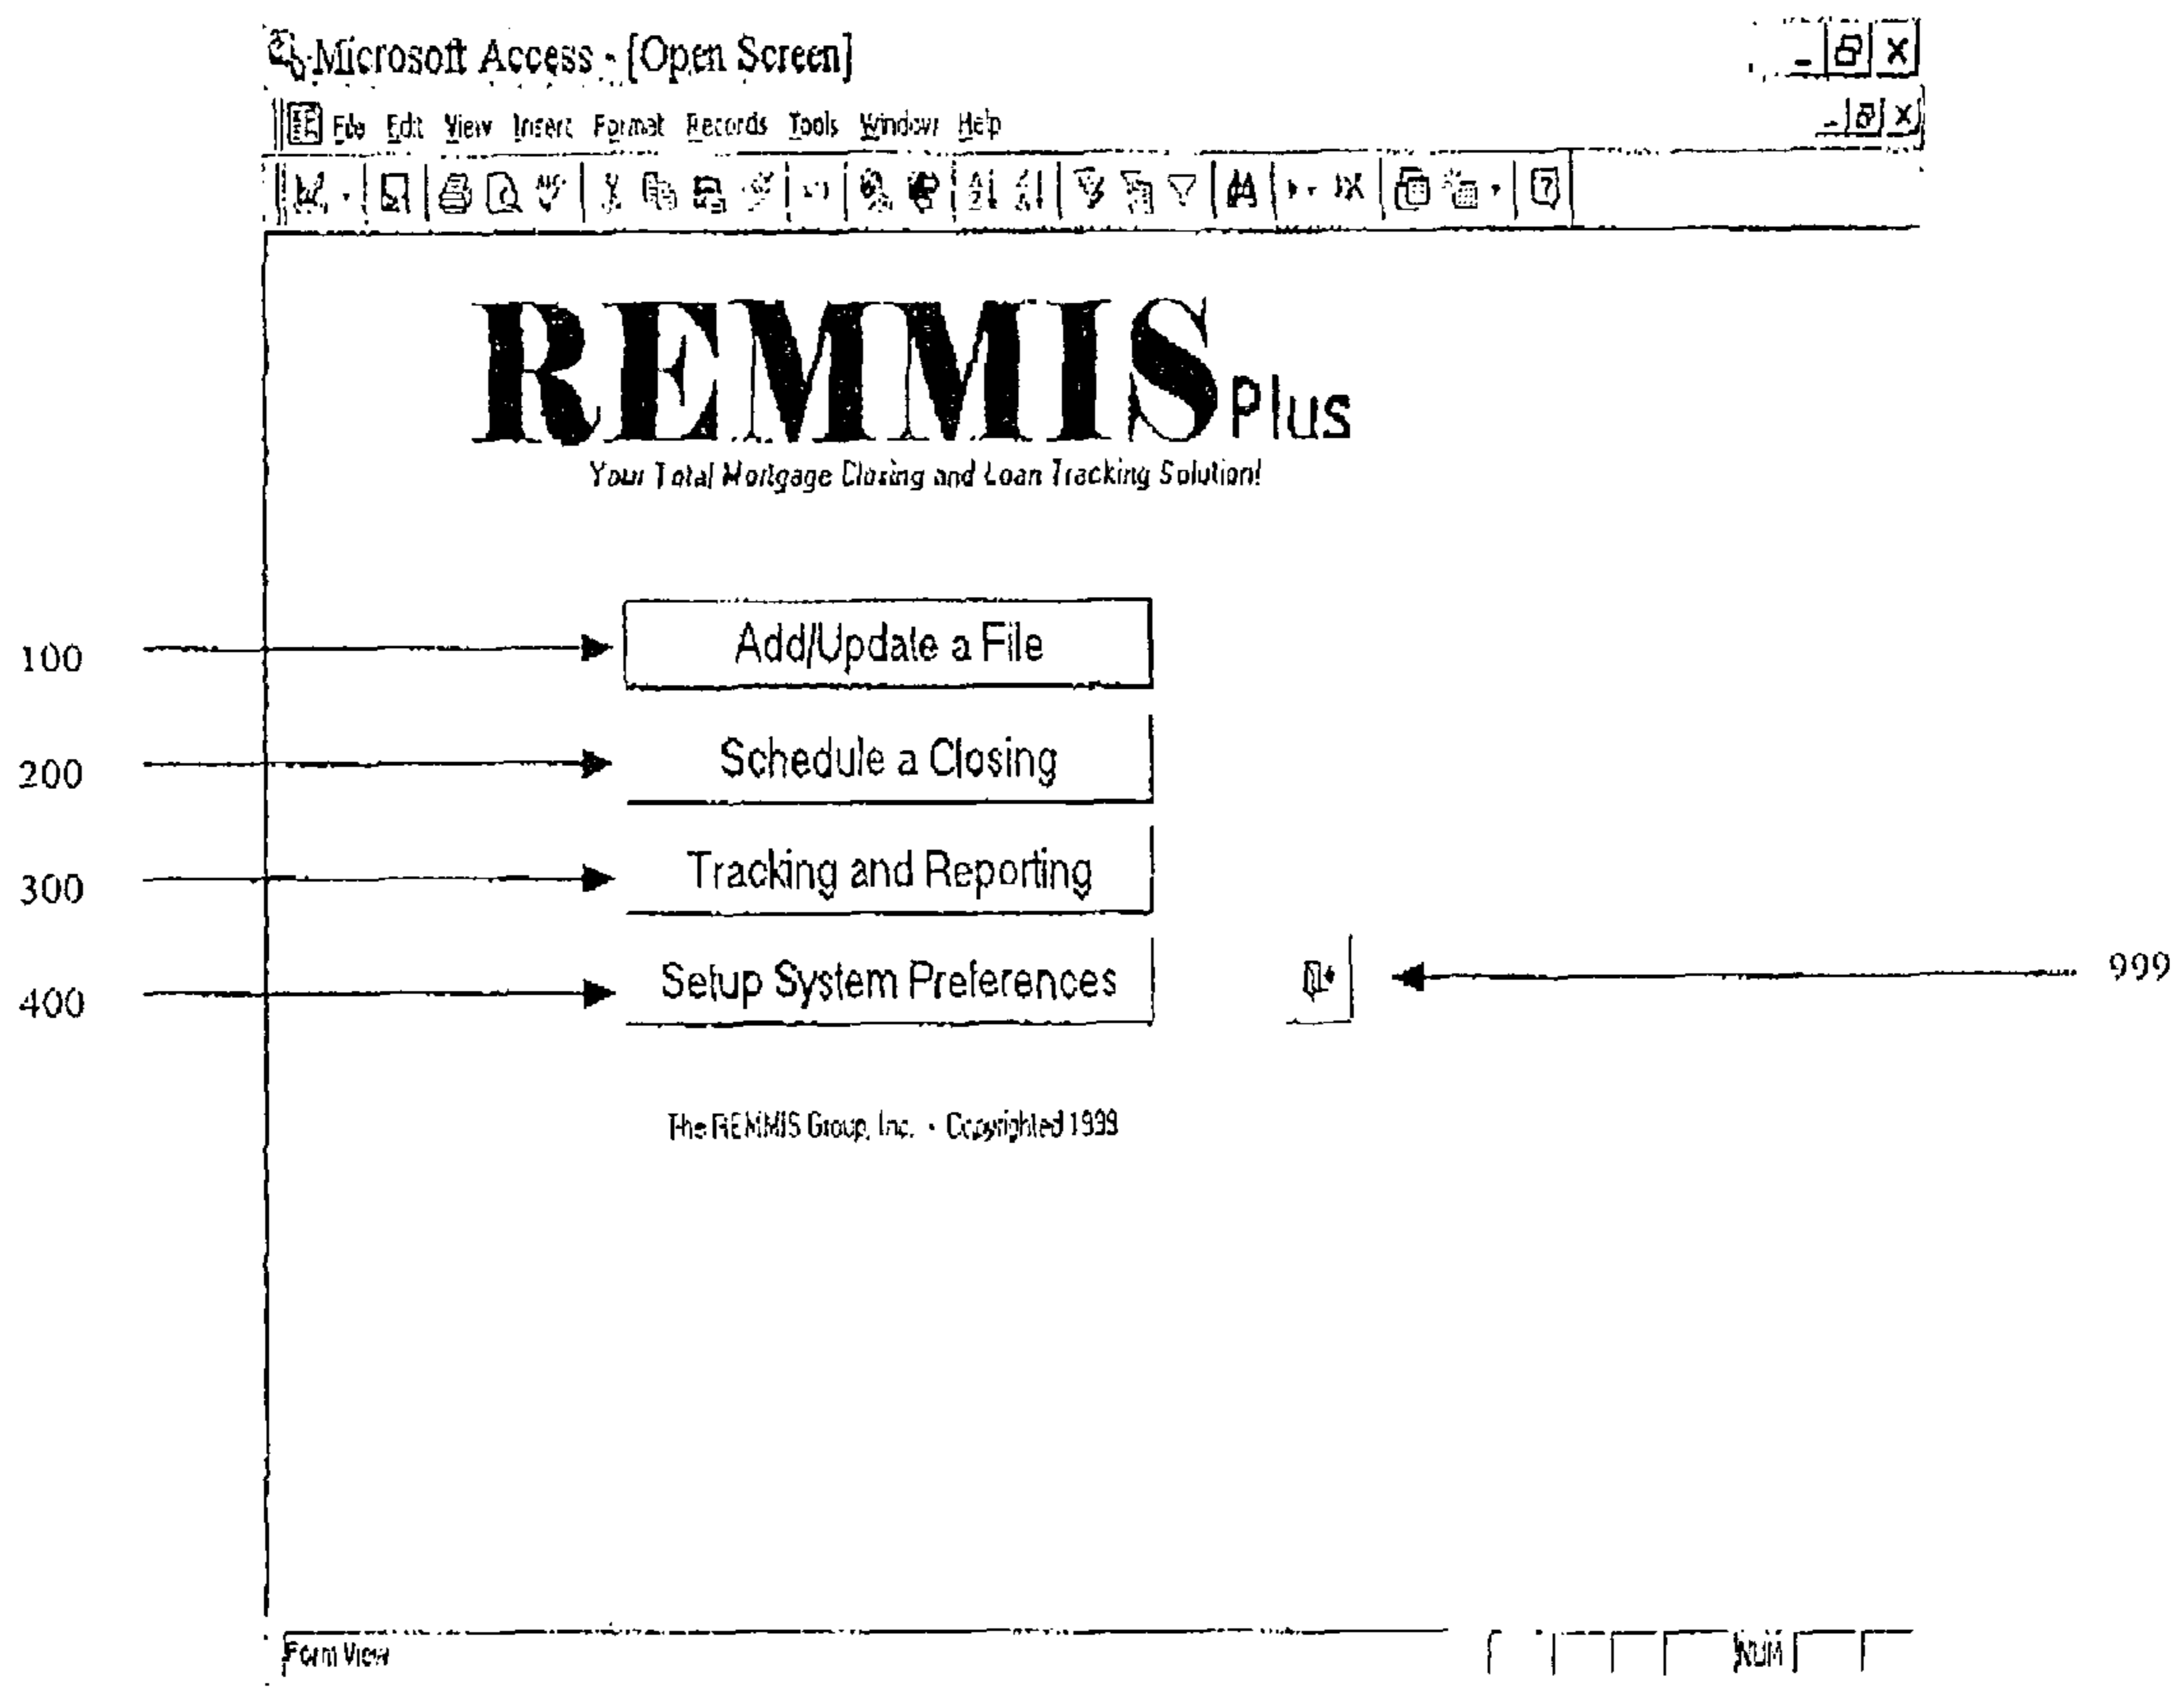 Microsoft Access - [Open Screen]
File Edit View Insert Format Records Tools Window Help
REMMIS Plus
Your Total Mortgage Closing and Loan Tracking Solution!
100 Add/Update a File
200 Schedule a Closing
300 Tracking and Reporting
400 Setup System Preferences 999
The REMMIS Group, Inc. - Copyrighted 1999
Form View NUM